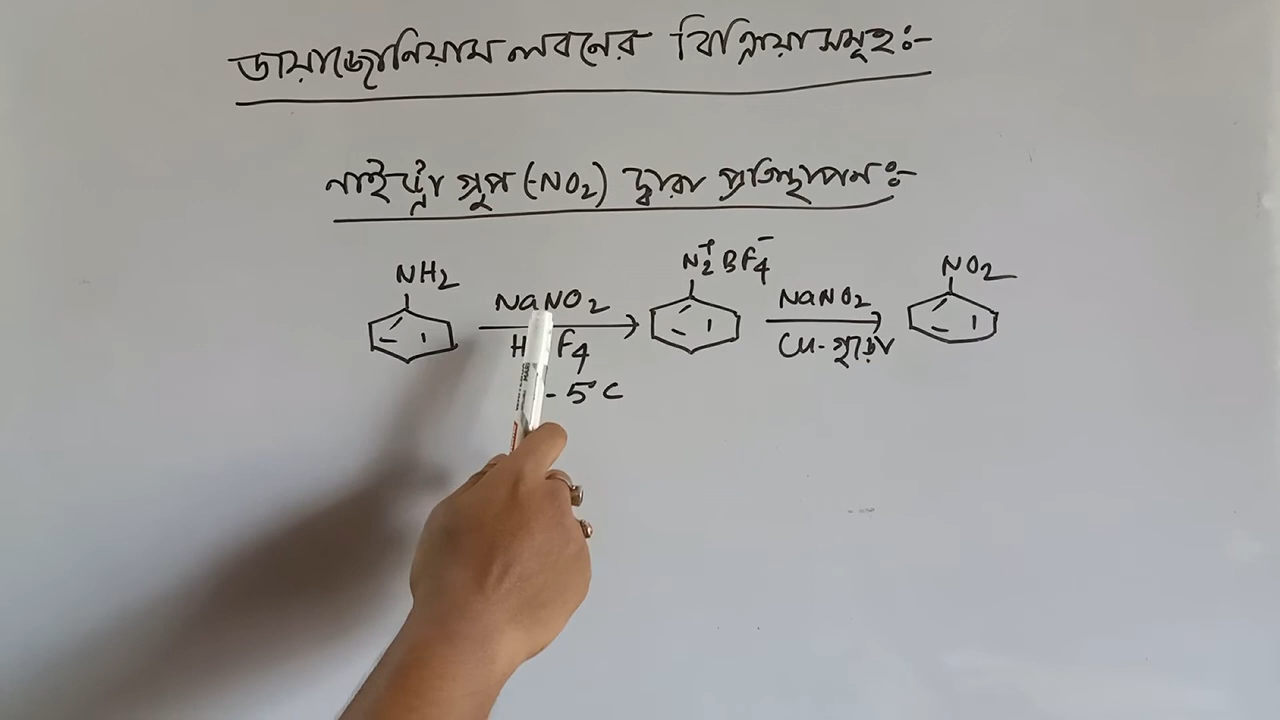 ডায়াজোনিয়াম লবনের বিক্রিয়াসমূহঃ-
নাইট্রো গ্রুপ (-NO2) দ্বারা প্রতিস্থাপনঃ-
NH2 N2+ BF4- NO2
NaNO2 NaNO2
H F4 Cu-গুড়া
- 5°C